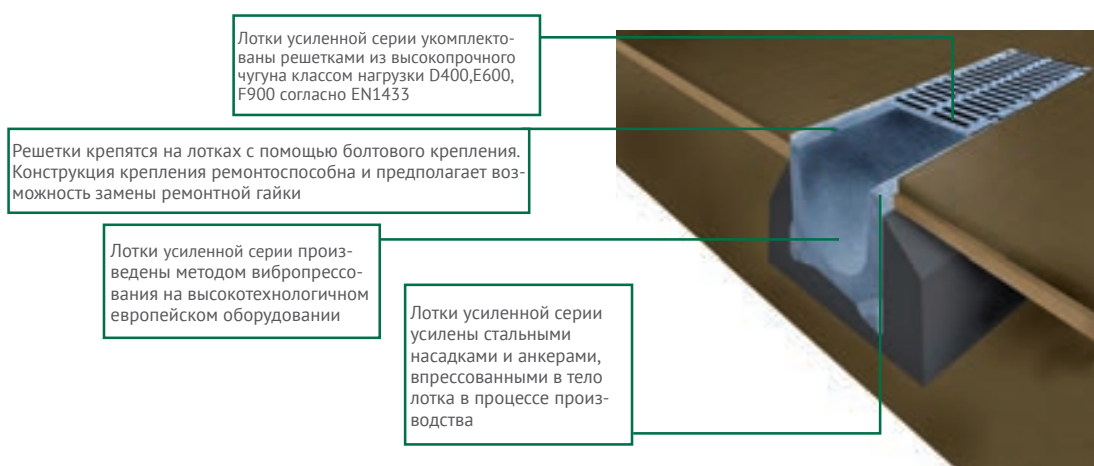 Лотки усиленной серии укомплекто-
ваны решетками из высокопрочного
чугуна классом нагрузки D400,E600,
F900 согласно EN1433
Решетки крепятся на лотках с помощью болтового крепления.
Конструкция крепления ремонтоспособна и предполагает воз-
можность замены ремонтной гайки
Лотки усиленной серии произ-
ведены методом вибропрессо-
вания на высокотехнологичном
европейском оборудовании
Лотки усиленной серии
усилены стальными
насадками и анкерами,
впрессованными в тело
лотка в процессе произ-
водства